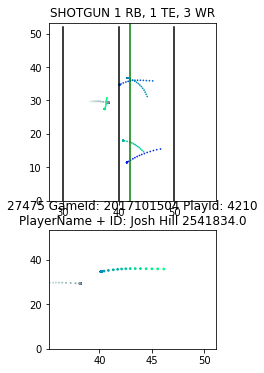 SHOTGUN 1 RB, 1 TE, 3 WR
50
40
30
20
10
0
30 40 50
27475 GameId: 2017101504 PlayId: 4210
PlayerName + ID: Josh Hill 2541834.0
40
20
0
40 45 50